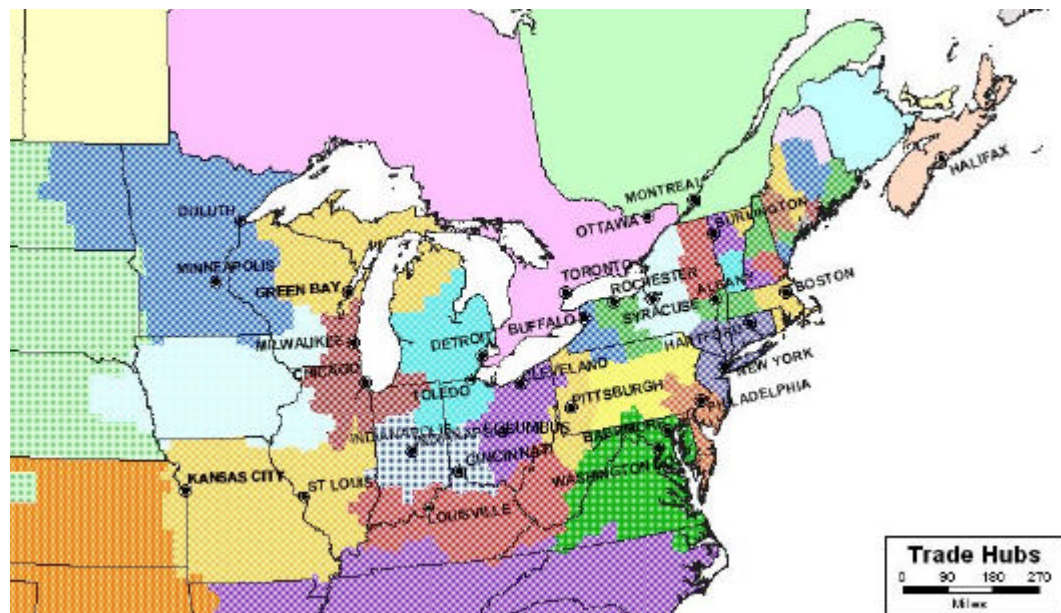 HALIFAX
MONTREAL
OTTAWA
BURLINGTON
DULUTH
MINNEAPOLIS
TORONTO
ROCHESTER
ALBANY
BOSTON
GREEN BAY
SYRACUSE
BUFFALO
HARTFORD
MILWAUKEE
DETROIT
NEW YORK
CHICAGO
CLEVELAND
TOLEDO
PITTSBURGH
PHILADELPHIA
INDIANAPOLIS
COLUMBUS
CINCINNATI
WASHINGTON
KANSAS CITY
ST LOUIS
LOUISVILLE
Trade Hubs
0 90 180 270
Miles